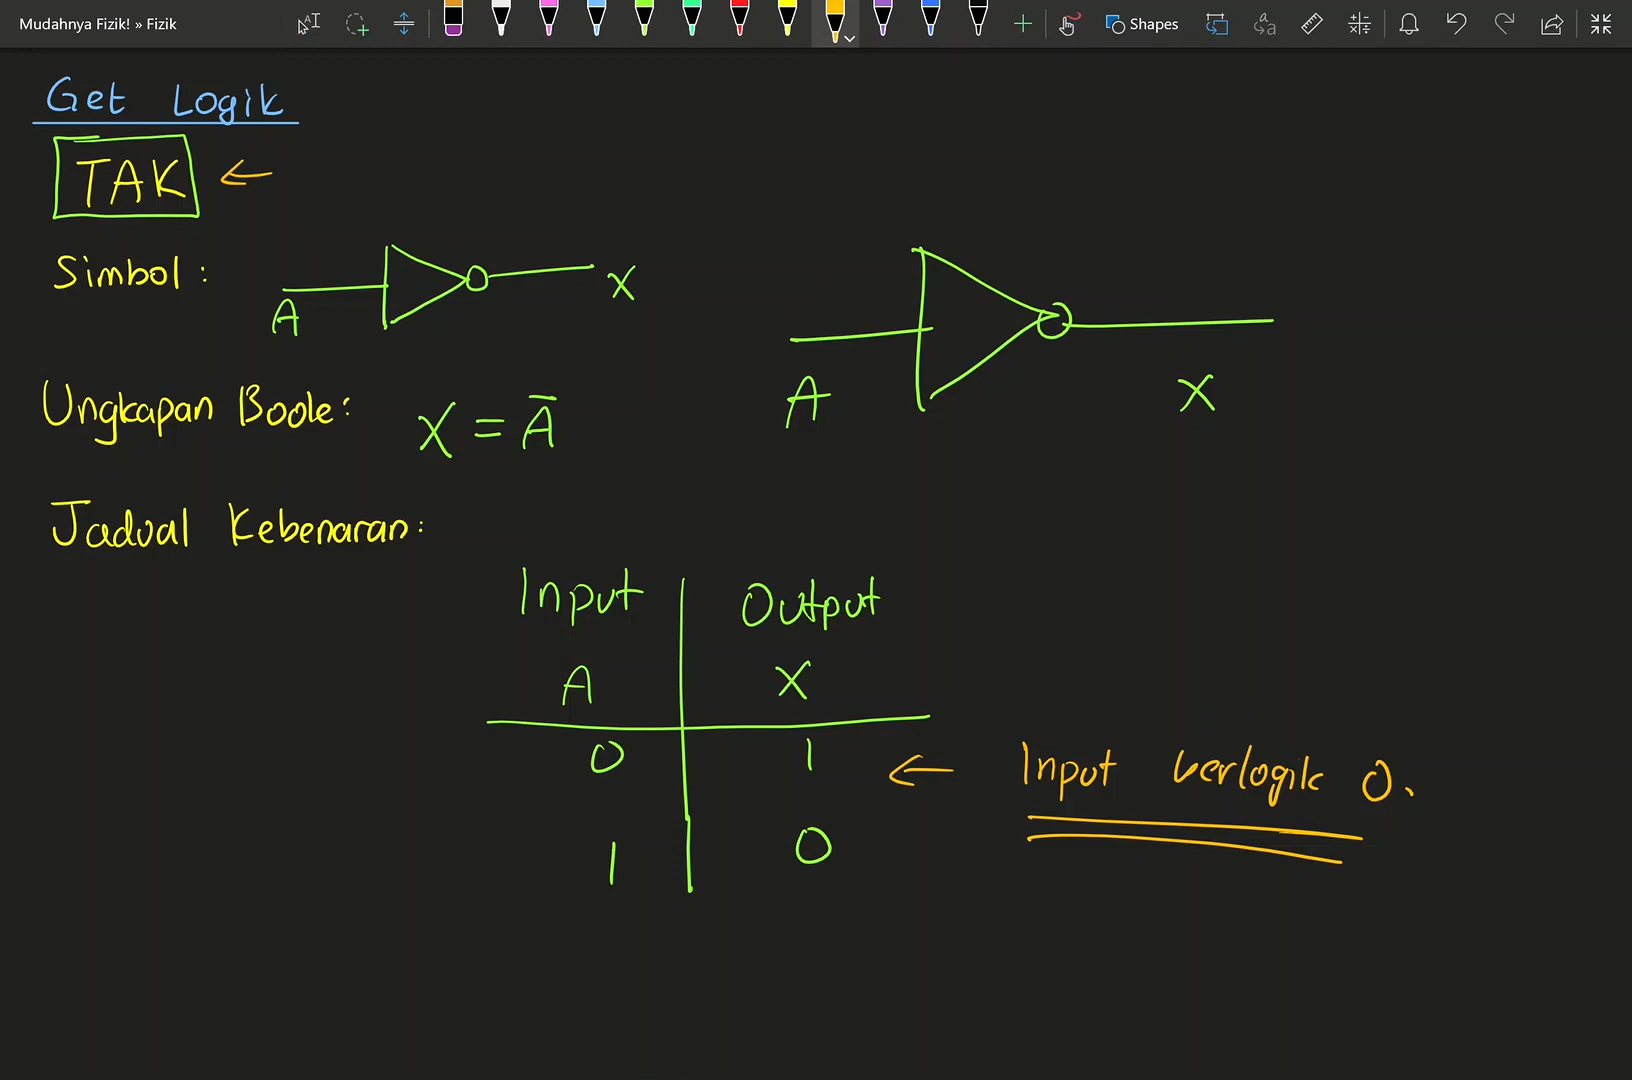 Mudahnya Fizik! » Fizik
Shapes
Get Logik
TAK
Simbol:
A X
A X
Ungkapan Boole: X = Ā
Jadual Kebenaran:
Input Output
A X
0 1
Input berlogik 0.
1 0